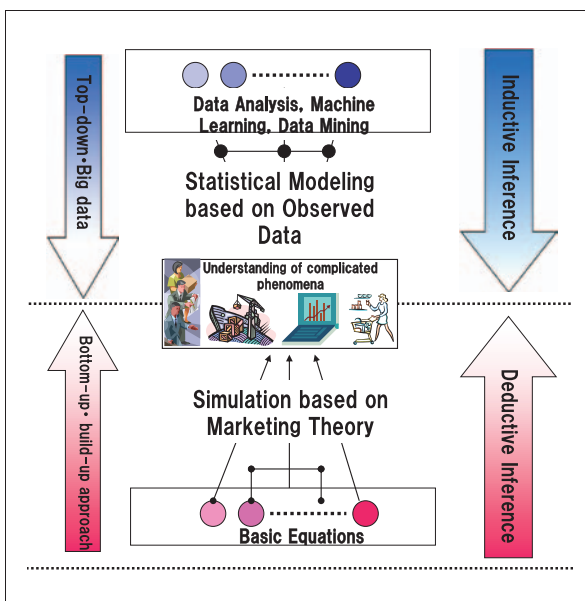 Top-down・Big data
Data Analysis, Machine
Learning, Data Mining
Inductive Inference
Statistical Modeling
based on Observed
Data
Understanding of complicated
phenomena
Bottom-up・ build-up approach
Simulation based on
Marketing Theory
Deductive Inference
Basic Equations